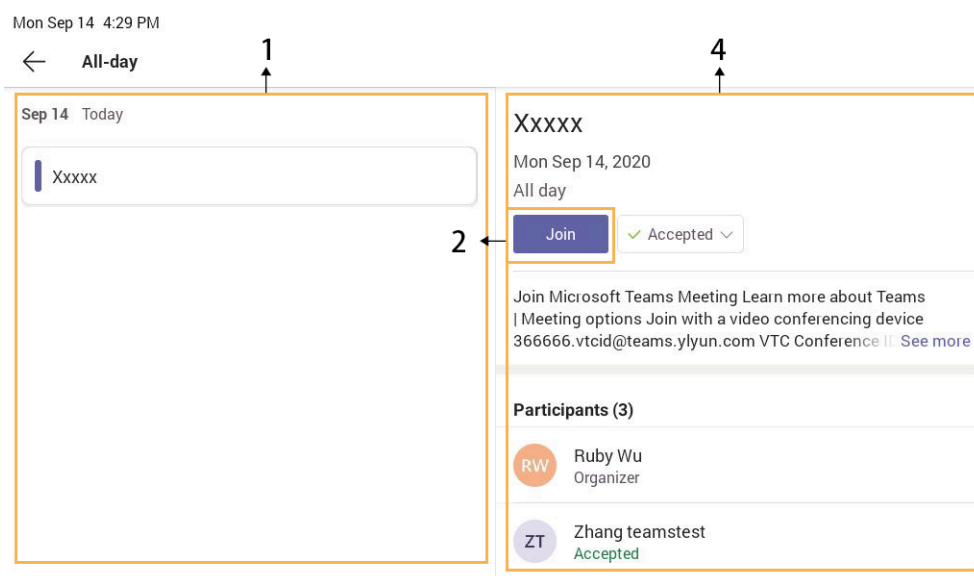 Mon Sep 14 4:29 PM
All-day
1
4
Sep 14 Today
Xxxxx
Xxxxx
Mon Sep 14, 2020
All day
2
Join
Accepted
Join Microsoft Teams Meeting Learn more about Teams
| Meeting options Join with a video conferencing device
366666.vtcid@teams.ylyun.com VTC Conference See more
Participants (3)
RW
Ruby Wu
Organizer
ZT
Zhang teamstest
Accepted